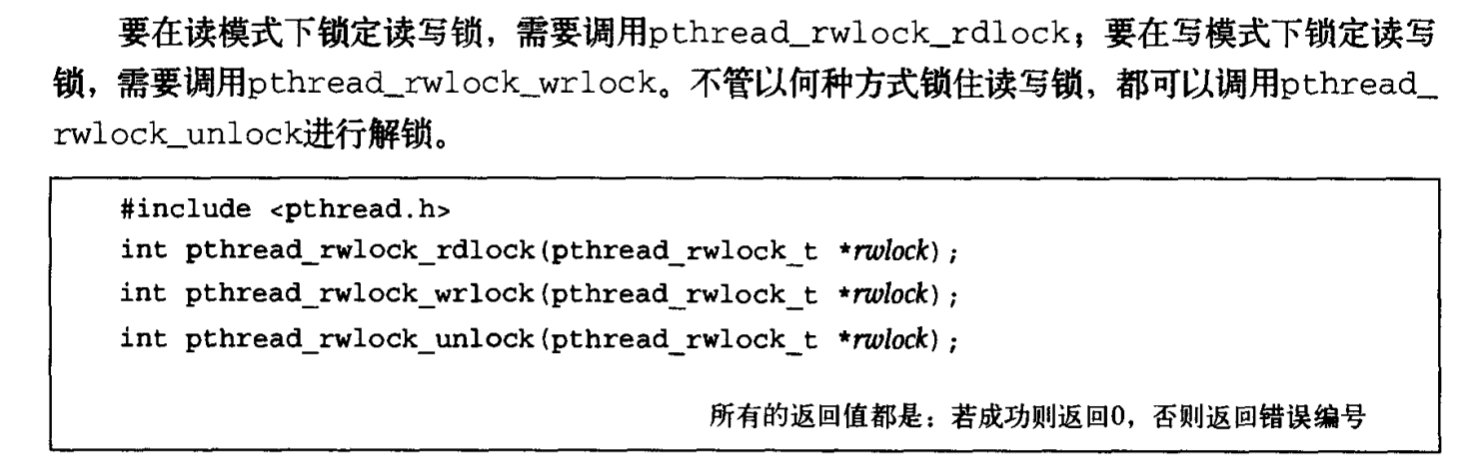 要在读模式下锁定读写锁，需要调用pthread_rwlock_rdlock；要在写模式下锁定读写
锁，需要调用pthread_rwlock_wrlock。不管以何种方式锁住读写锁，都可以调用pthread_
rwlock_unlock进行解锁。
#include <pthread.h>
int pthread_rwlock_rdlock(pthread_rwlock_t *rwlock);
int pthread_rwlock_wrlock(pthread_rwlock_t *rwlock);
int pthread_rwlock_unlock(pthread_rwlock_t *rwlock);
所有的返回值都是：若成功则返回0，否则返回错误编号